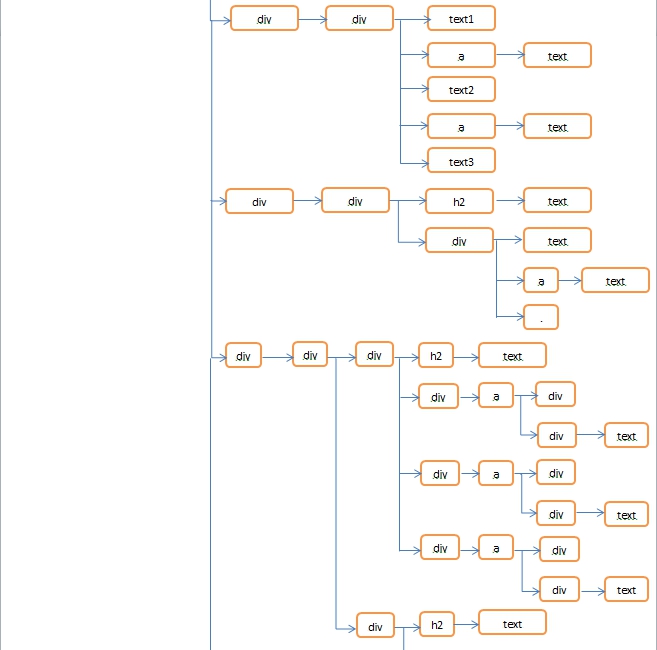 div div text1
a text
text2
a text
text3
div div h2 text
div text
a text
.
div div div h2 text
div a div
div text
div a div
div text
div a div
div text
div h2 text